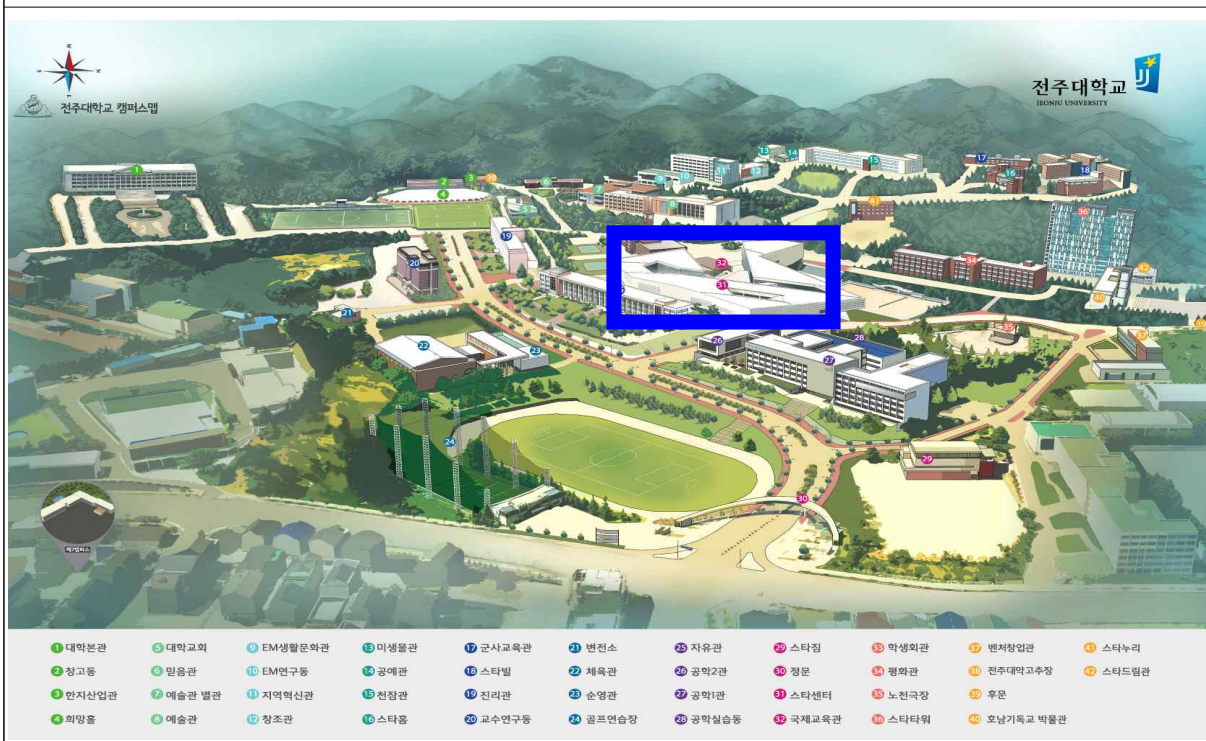 전주대학교 캠퍼스맵
전주대학교
JEONJU UNIVERSITY
제2캠퍼스
1 대학본관 5 대학교회 9 EM생활문화관 13 미생물관 17 군사교육관 21 변전소 25 자유관 29 스타짐 33 학생회관 37 벤처창업관 41 스타누리
2 창고동 6 믿음관 10 EM연구동 14 공예관 18 스타빌 22 체육관 26 공학2관 30 정문 34 평화관 38 전주대학고추장 42 스타드림관
3 한지산업관 7 예술관 별관 11 지역혁신관 15 천잠관 19 진리관 23 순영관 27 공학1관 31 스타센터 35 노천극장 39 후문
4 희망홀 8 예술관 12 창조관 16 스타홈 20 교수연구동 24 골프연습장 28 공학실습동 32 국제교육관 36 스타타워 40 호남기독교 박물관